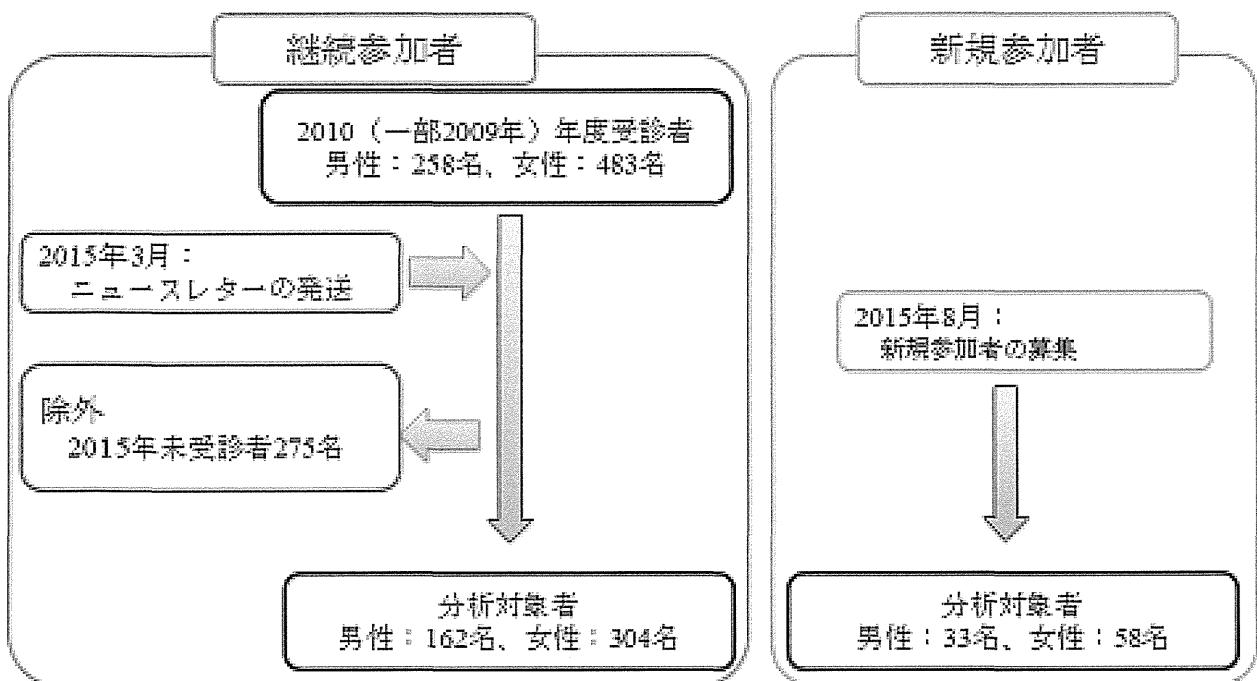 継続参加者
2010（一部2009年）年度受診者
男性：258名、女性：483名
2015年3月：
ニュースレターの発送
除外
2015年未受診者275名
分析対象者
男性：162名、女性：304名
新規参加者
2015年8月：
新規参加者の募集
分析対象者
男性：33名、女性：58名